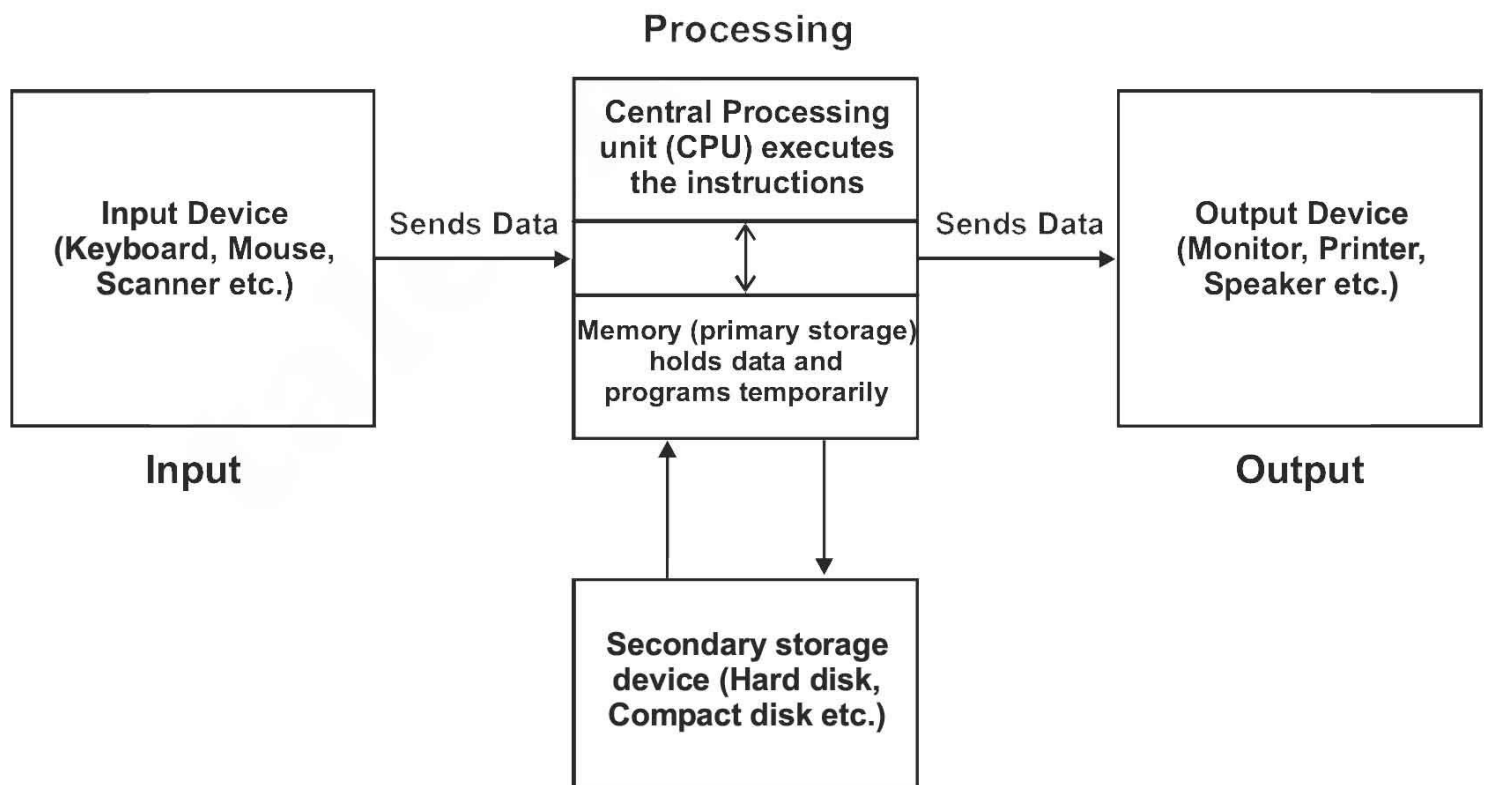 Processing
Central Processing
unit (CPU) executes
the instructions
Input Device
(Keyboard, Mouse,
Scanner etc.)
Sends Data
Sends Data
Output Device
(Monitor, Printer,
Speaker etc.)
Memory (primary storage)
holds data and
programs temporarily
Input
Output
Secondary storage
device (Hard disk,
Compact disk etc.)